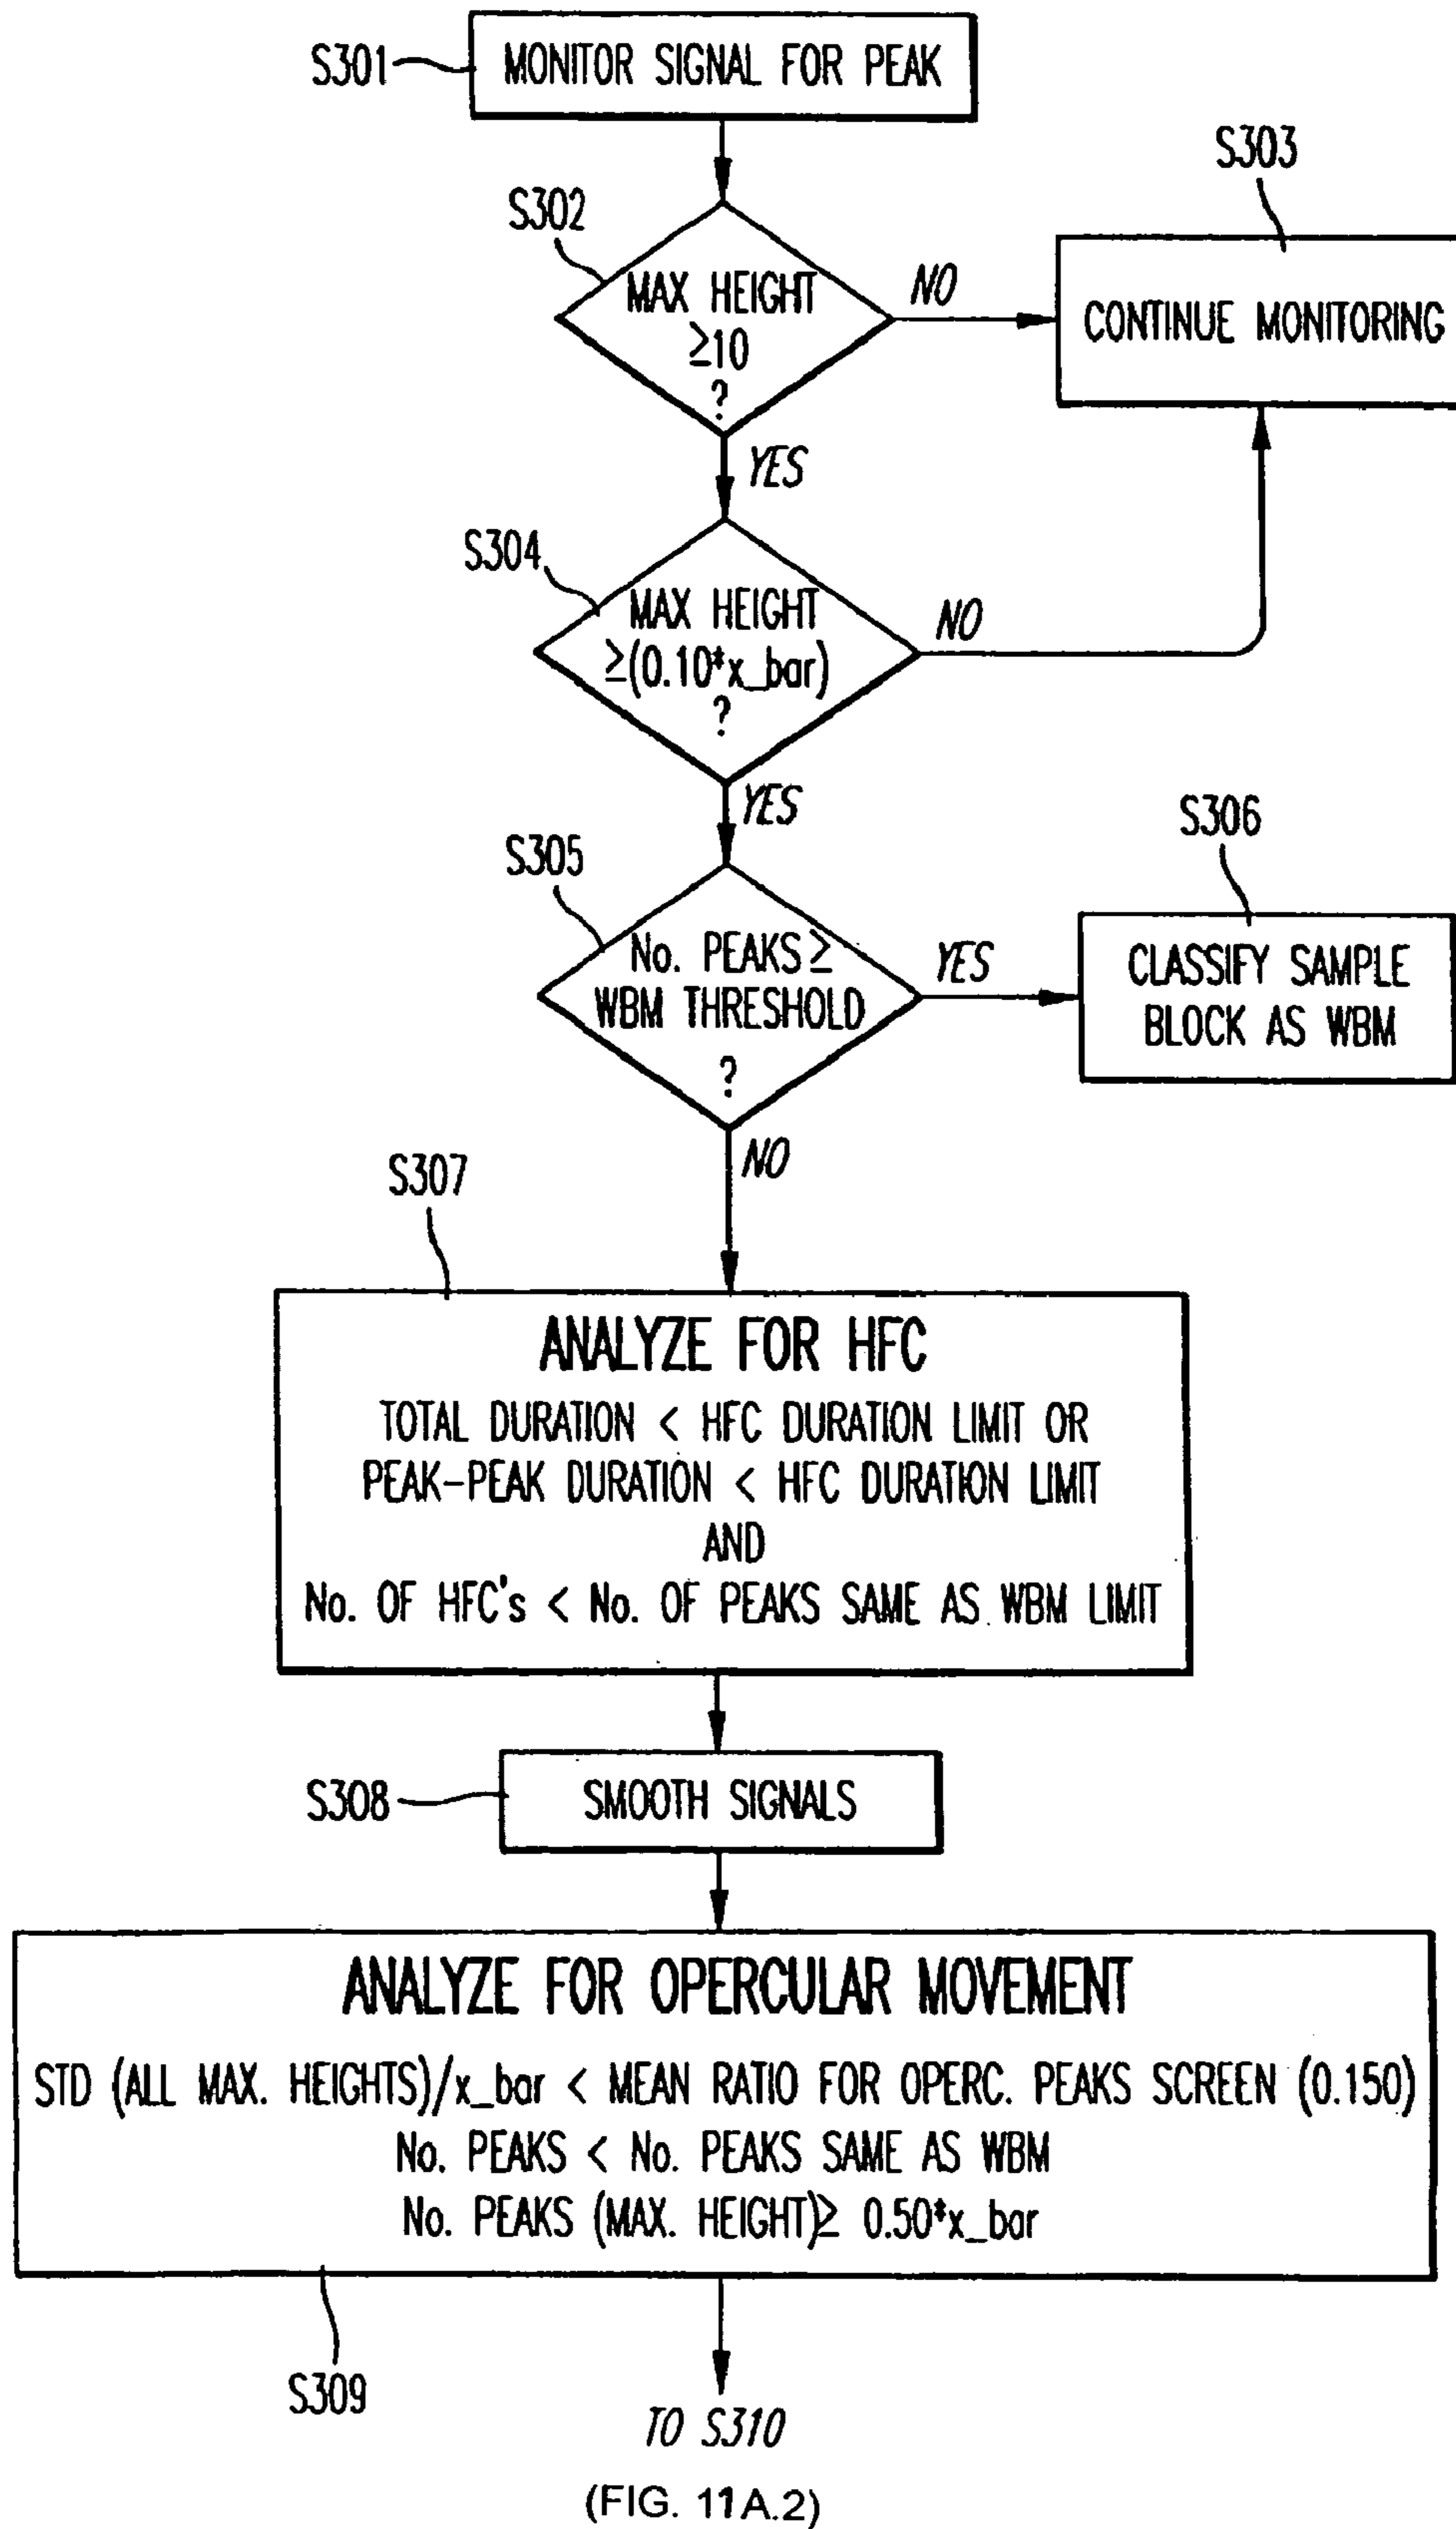 S301
MONITOR SIGNAL FOR PEAK
S302
MAX HEIGHT
≥10
?
NO
S303
CONTINUE MONITORING
YES
S304
MAX HEIGHT
≥(0.10*x_bar)
?
NO
YES
S305
No. PEAKS ≥
WBM THRESHOLD
?
YES
S306
CLASSIFY SAMPLE
BLOCK AS WBM
NO
S307
ANALYZE FOR HFC
TOTAL DURATION < HFC DURATION LIMIT OR
PEAK-PEAK DURATION < HFC DURATION LIMIT
AND
No. OF HFC's < No. OF PEAKS SAME AS WBM LIMIT
S308
SMOOTH SIGNALS
ANALYZE FOR OPERCULAR MOVEMENT
STD (ALL MAX. HEIGHTS)/x_bar < MEAN RATIO FOR OPERC. PEAKS SCREEN (0.150)
No. PEAKS < No. PEAKS SAME AS WBM
No. PEAKS (MAX. HEIGHT)≥ 0.50*x_bar
S309
TO S310
(FIG. 11A.2)